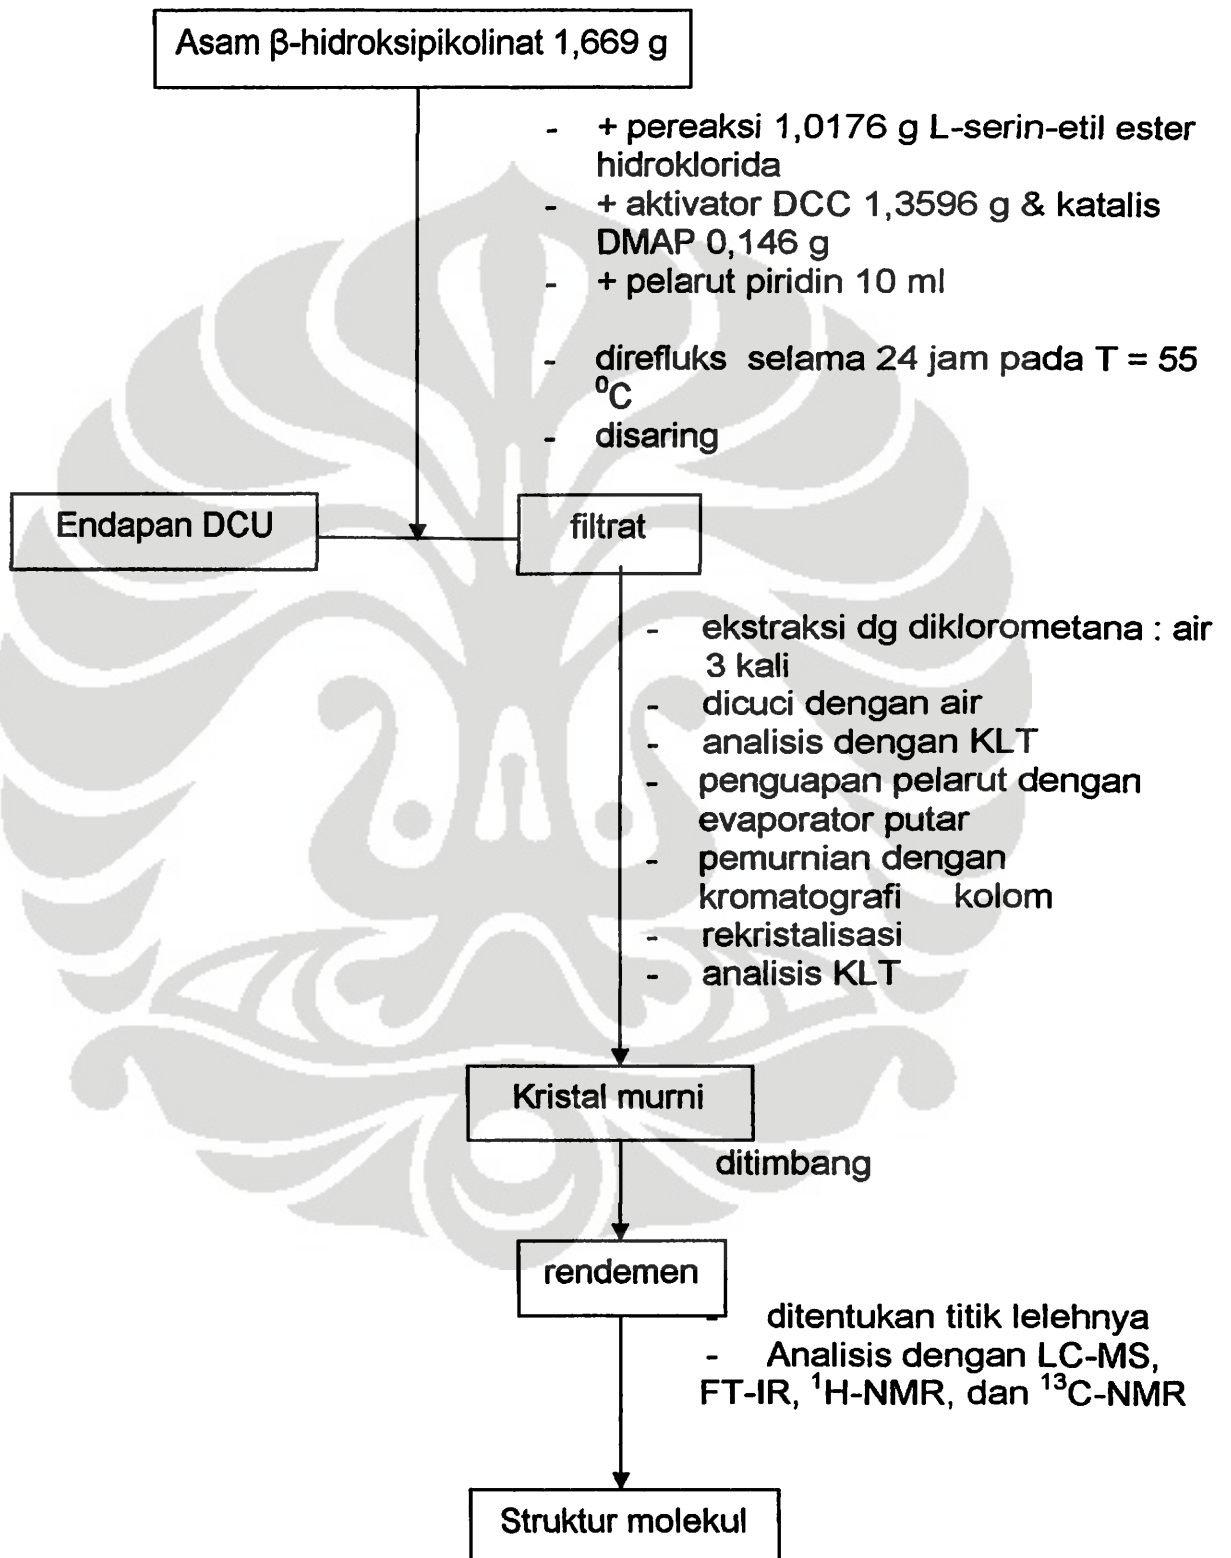 Asam β-hidroksipikolinat 1,669 g
- + pereaksi 1,0176 g L-serin-etil ester
hidroklorida
- + aktivator DCC 1,3596 g & katalis
DMAP 0,146 g
- + pelarut piridin 10 ml
- direfluks selama 24 jam pada T = 55
⁰C
- disaring
Endapan DCU
filtrat
- ekstraksi dg diklorometana : air
3 kali
- dicuci dengan air
- analisis dengan KLT
- penguapan pelarut dengan
evaporator putar
- pemurnian dengan
kromatografi kolom
- rekristalisasi
- analisis KLT
Kristal murni
ditimbang
rendemen
- ditentukan titik lelehnya
- Analisis dengan LC-MS,
FT-IR, ¹H-NMR, dan ¹³C-NMR
Struktur molekul